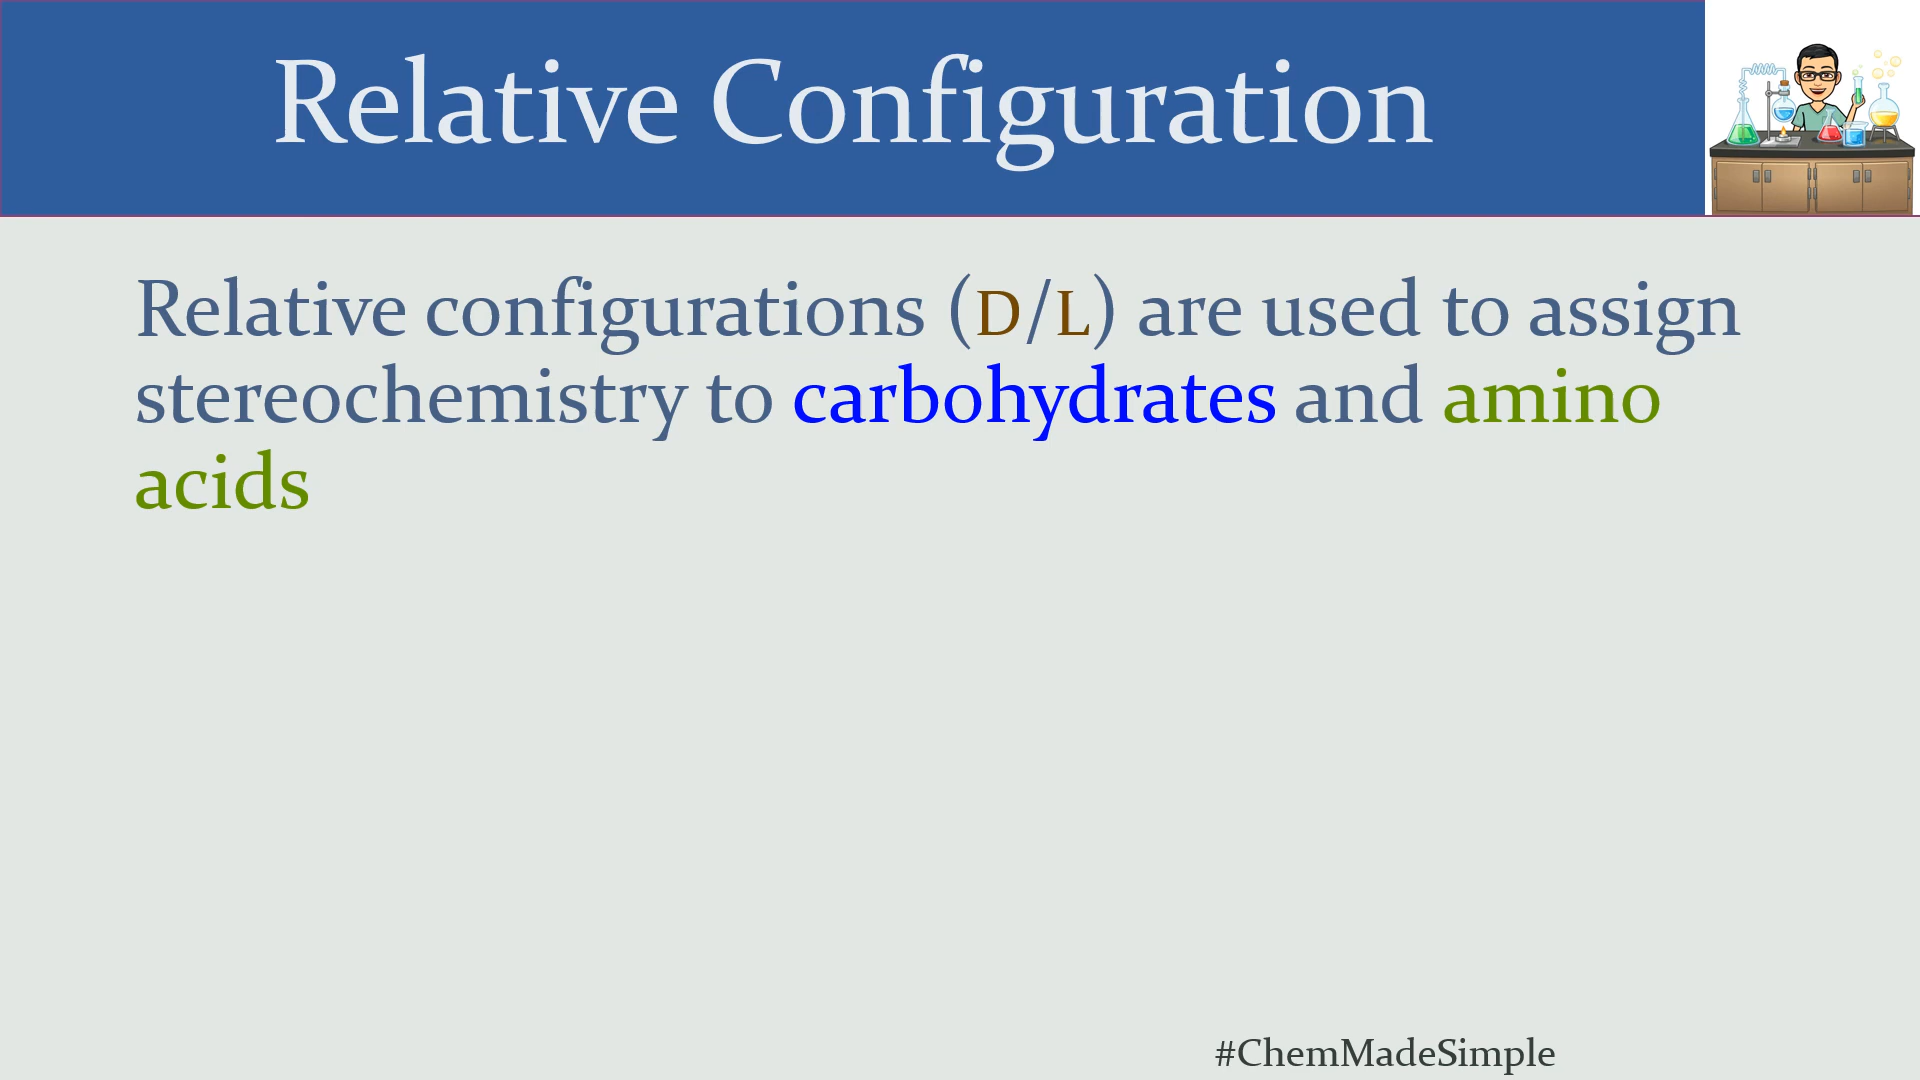 Relative Configuration
Relative configurations (D/L) are used to assign
stereochemistry to carbohydrates and amino
acids
#ChemMadeSimple